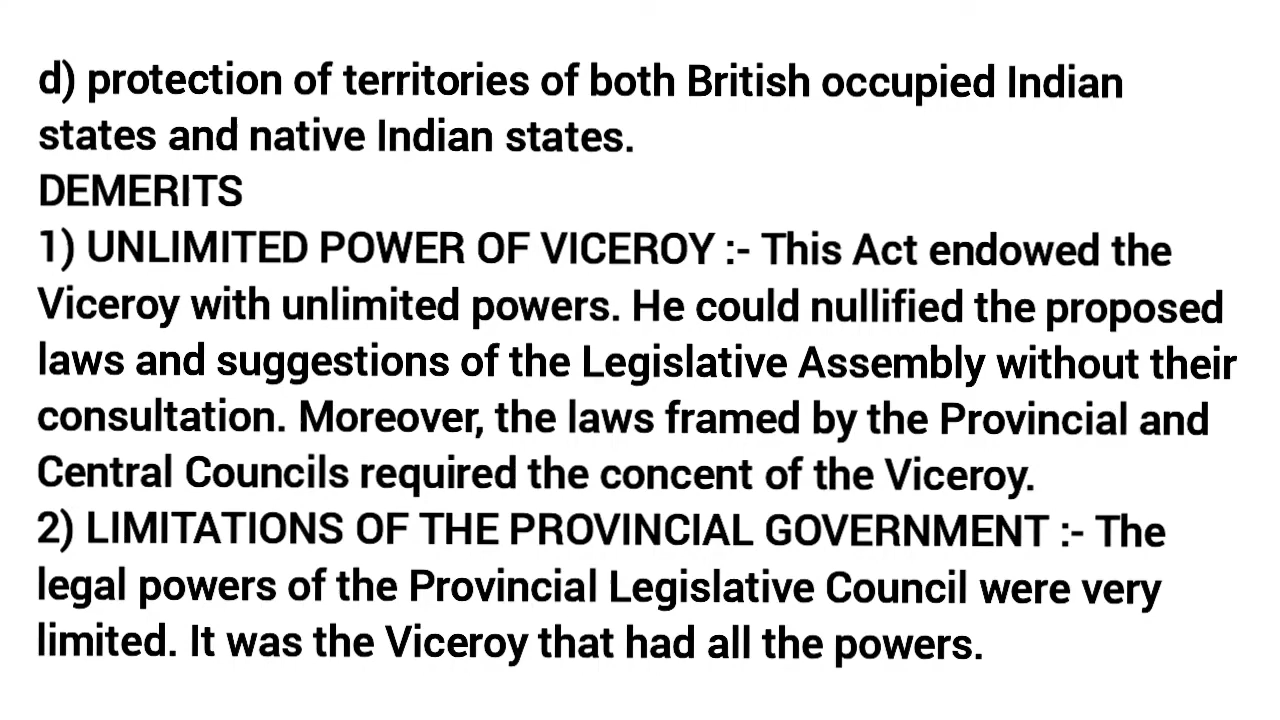 d) protection of territories of both British occupied Indian
states and native Indian states.
DEMERITS
1) UNLIMITED POWER OF VICEROY :- This Act endowed the
Viceroy with unlimited powers. He could nullified the proposed
laws and suggestions of the Legislative Assembly without their
consultation. Moreover, the laws framed by the Provincial and
Central Councils required the concent of the Viceroy.
2) LIMITATIONS OF THE PROVINCIAL GOVERNMENT :- The
legal powers of the Provincial Legislative Council were very
limited. It was the Viceroy that had all the powers.